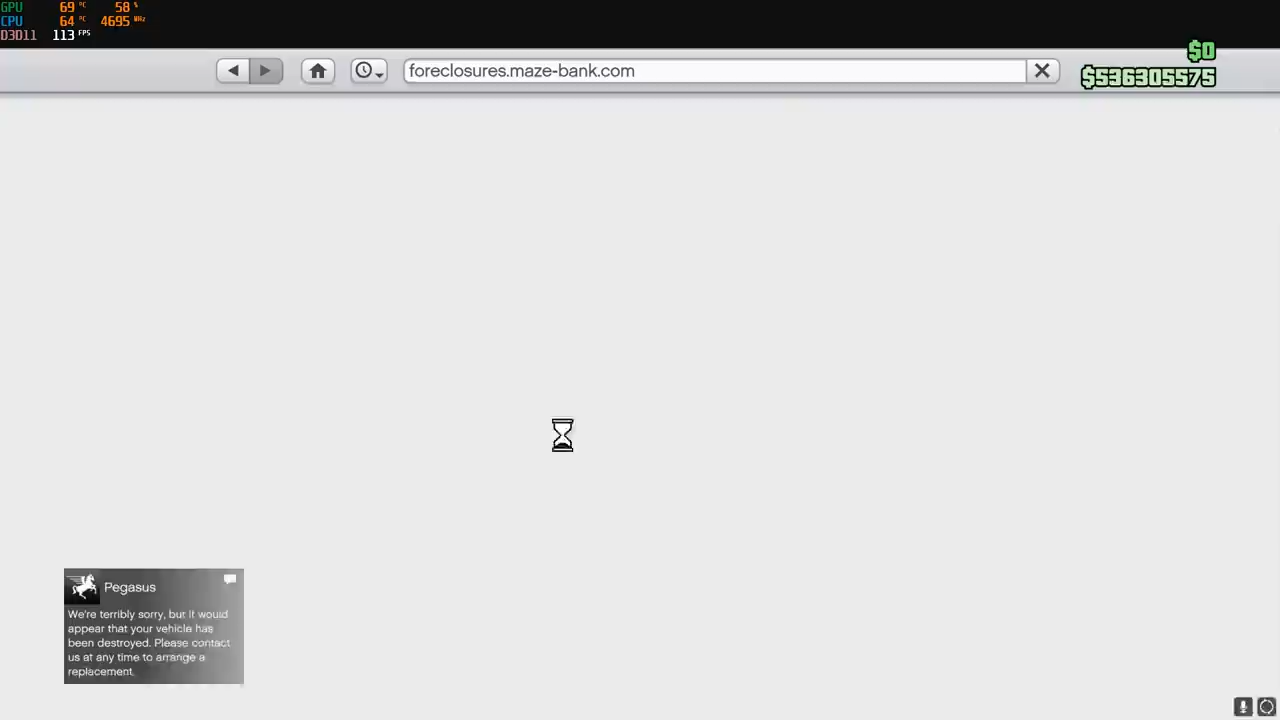 GPU 69 °C 58 %
CPU 64 °C 4695 MHz
D3D11 113 FPS
foreclosures.maze-bank.com
$0
$536305575
Pegasus
We're terribly sorry, but it would
appear that your vehicle has
been destroyed. Please contact
us at any time to arrange a
replacement.